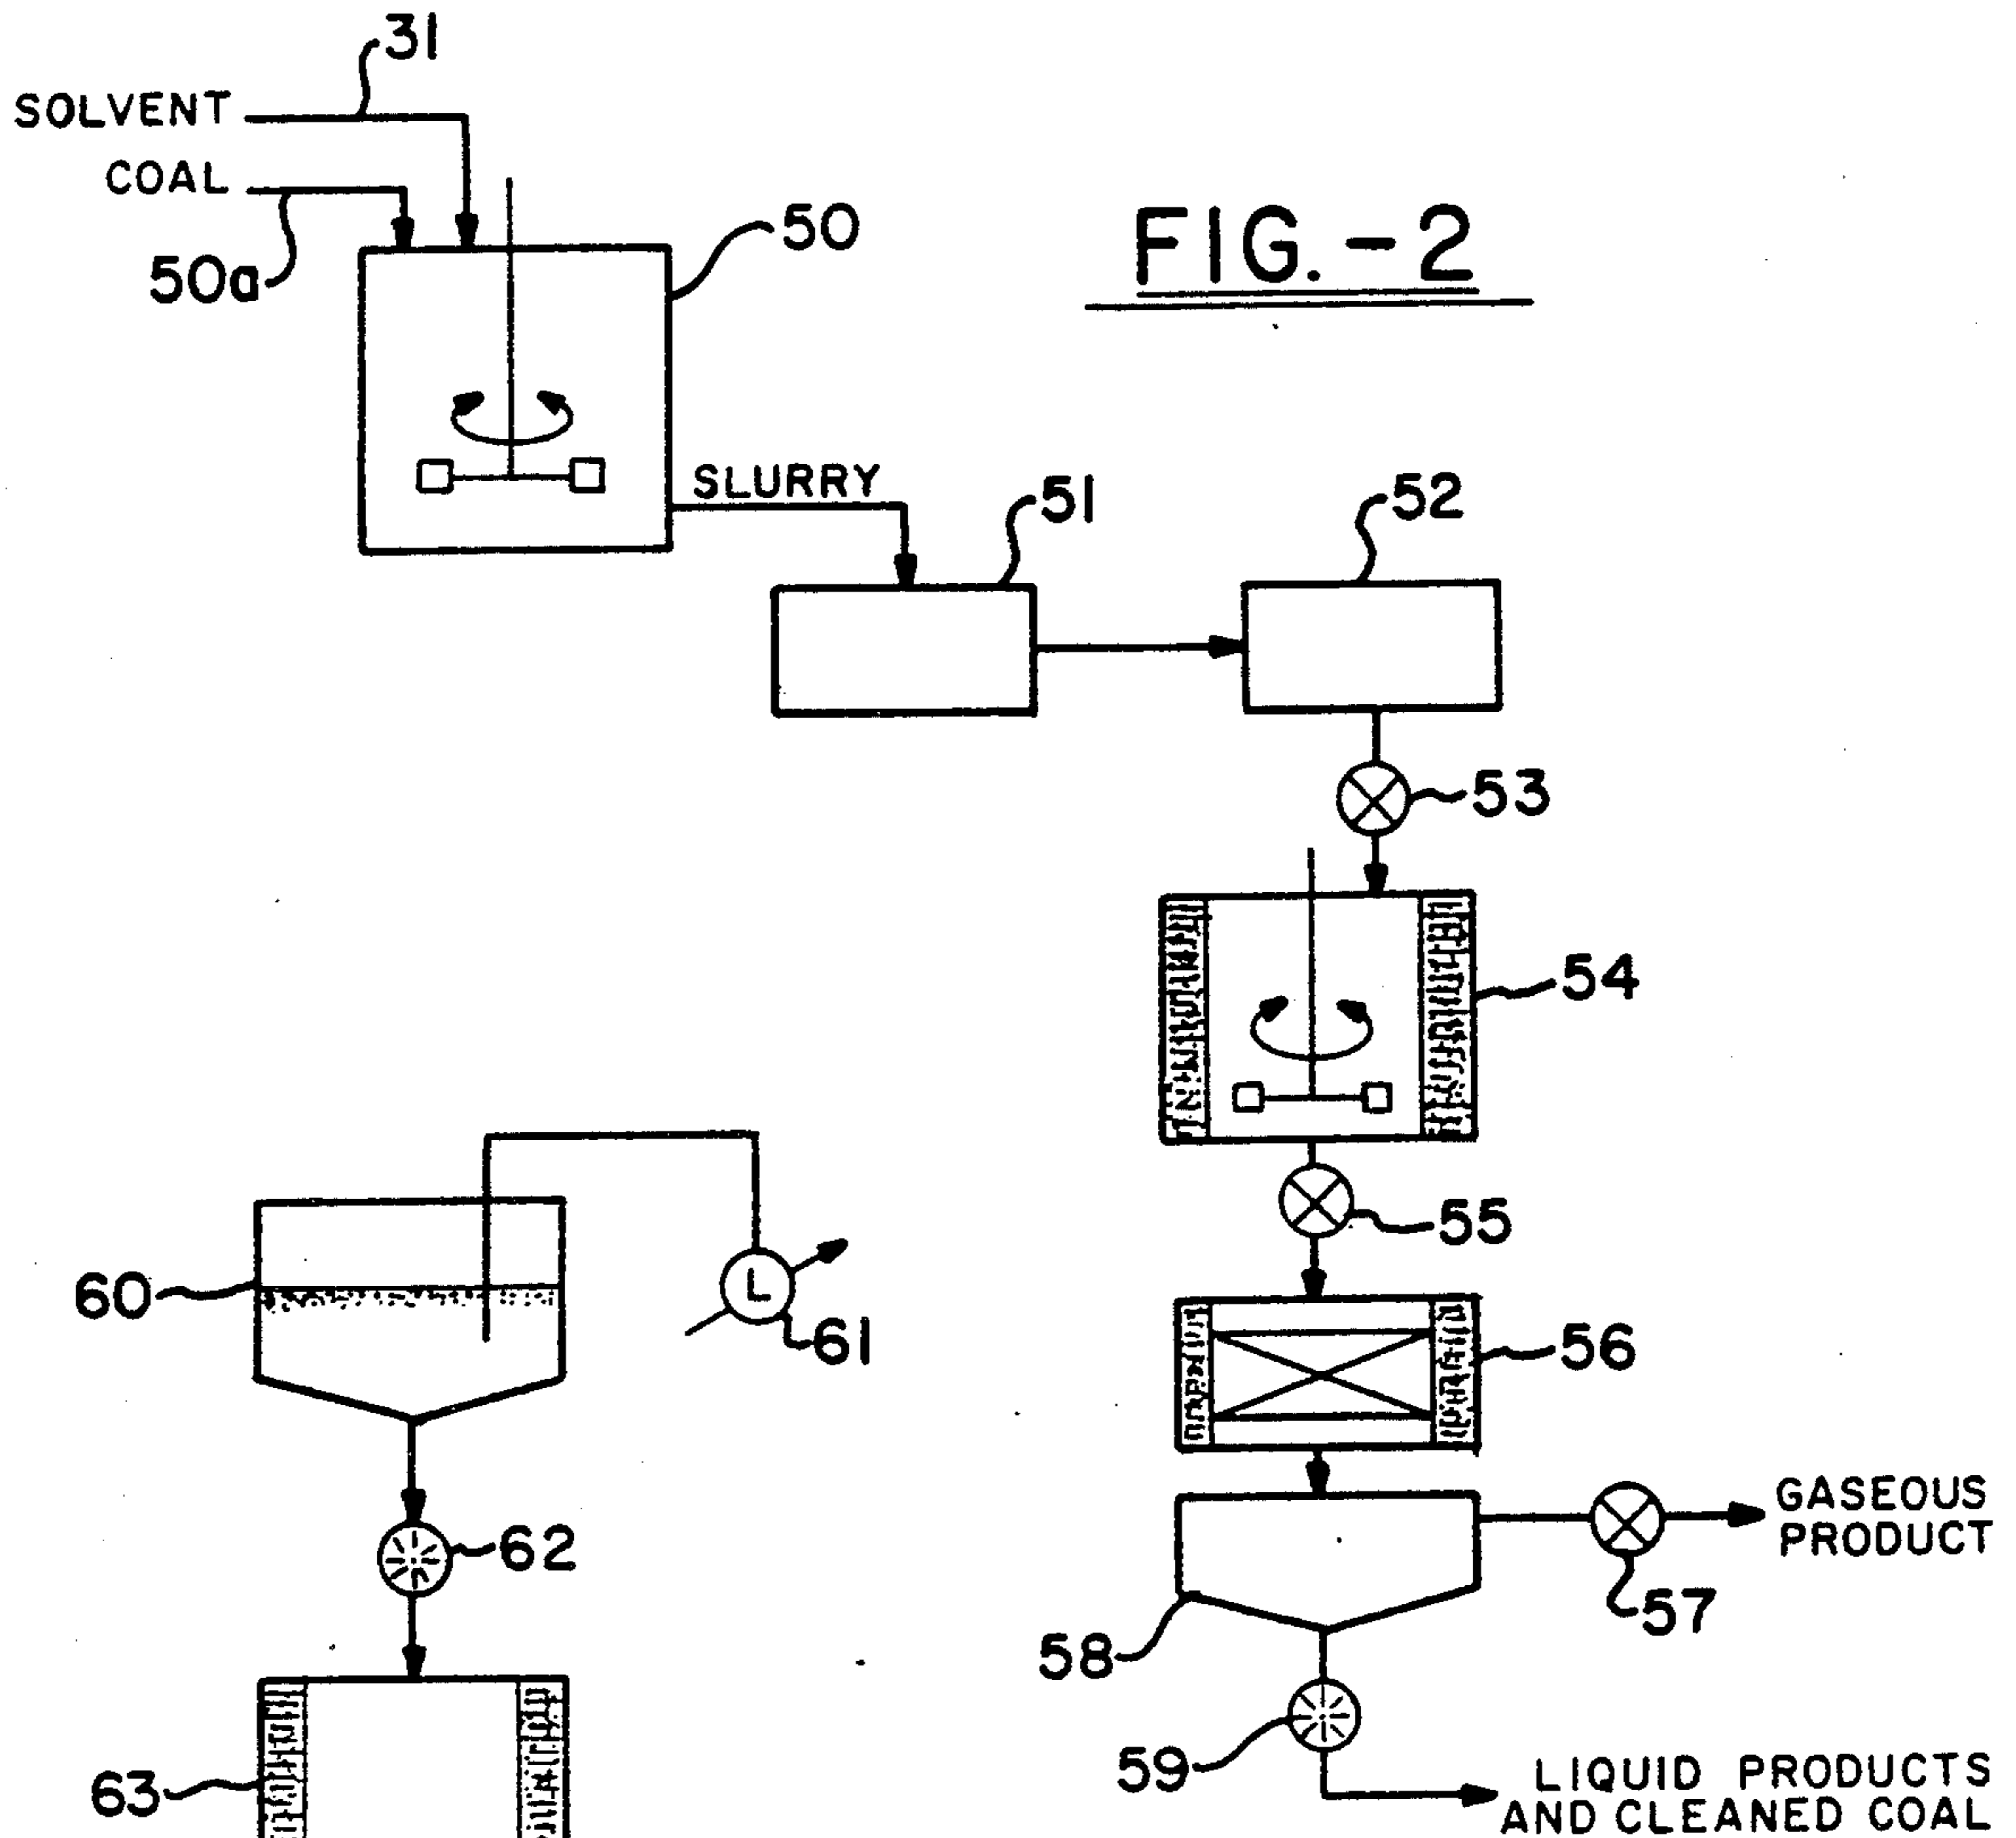 31
SOLVENT
COAL
50a
50
FIG.-2
SLURRY
51
52
53
54
55
60
61
56
GASEOUS
PRODUCT
62
57
58
59
63
LIQUID PRODUCTS
AND CLEANED COAL
L